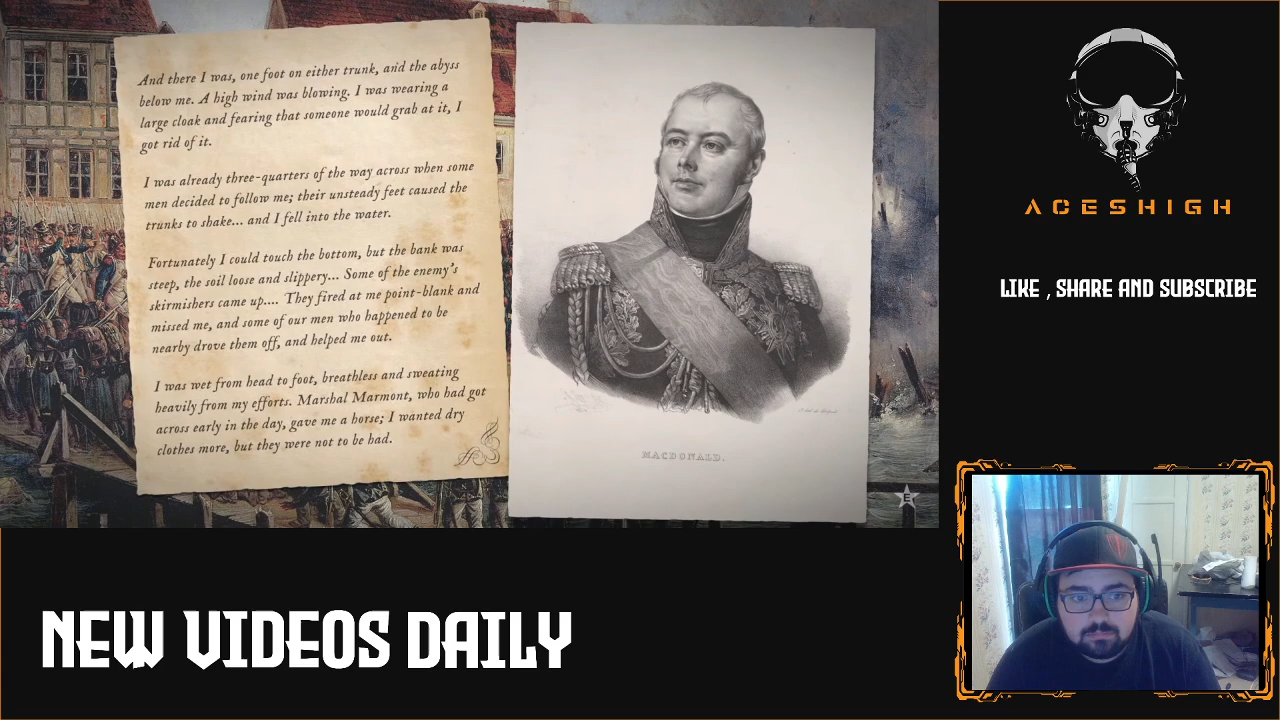 And there I was, one foot on either trunk, and the abyss
below me. A high wind was blowing. I was wearing a
large cloak and fearing that someone would grab at it, I
got rid of it.
I was already three-quarters of the way across when some
men decided to follow me; their unsteady feet caused the
trunks to shake... and I fell into the water.
Fortunately I could touch the bottom, but the bank was
steep, the soil loose and slippery... Some of the enemy's
skirmishers came up.... They fired at me point-blank and
missed me, and some of our men who happened to be
nearby drove them off, and helped me out.
I was wet from head to foot, breathless and sweating
heavily from my efforts. Marshal Marmont, who had got
across early in the day, gave me a horse; I wanted dry
clothes more, but they were not to be had.
MACDONALD.
E
ACESHIGH
LIKE , SHARE AND SUBSCRIBE
NEW VIDEOS DAILY